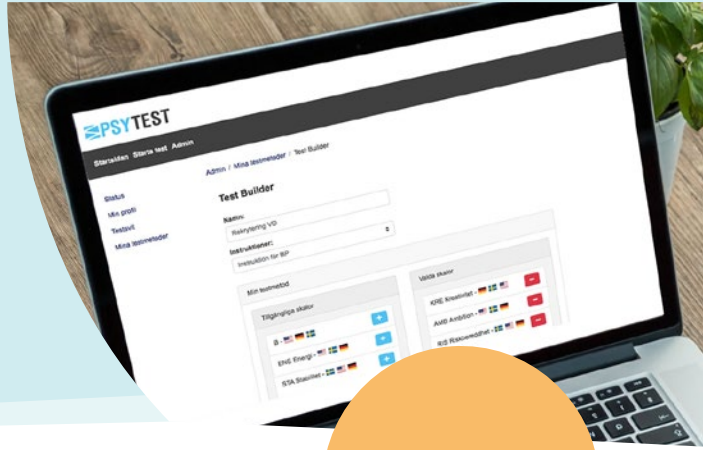 PSYTEST
Startsidan Starta test Admin
Status
Min profil
Testsvit
Mina testmetoder
Admin / Mina testmetoder / Test Builder
Test Builder
Namn:
Rekrytering VD
Instruktioner:
Instruktion för BP
Min testmetod
Tillgängliga skalor
B -
ENE Energi -
STA Stabilitet -
Valda skalor
KRE Kreativitet -
AMB Ambition -
RIS Riskmedvet -